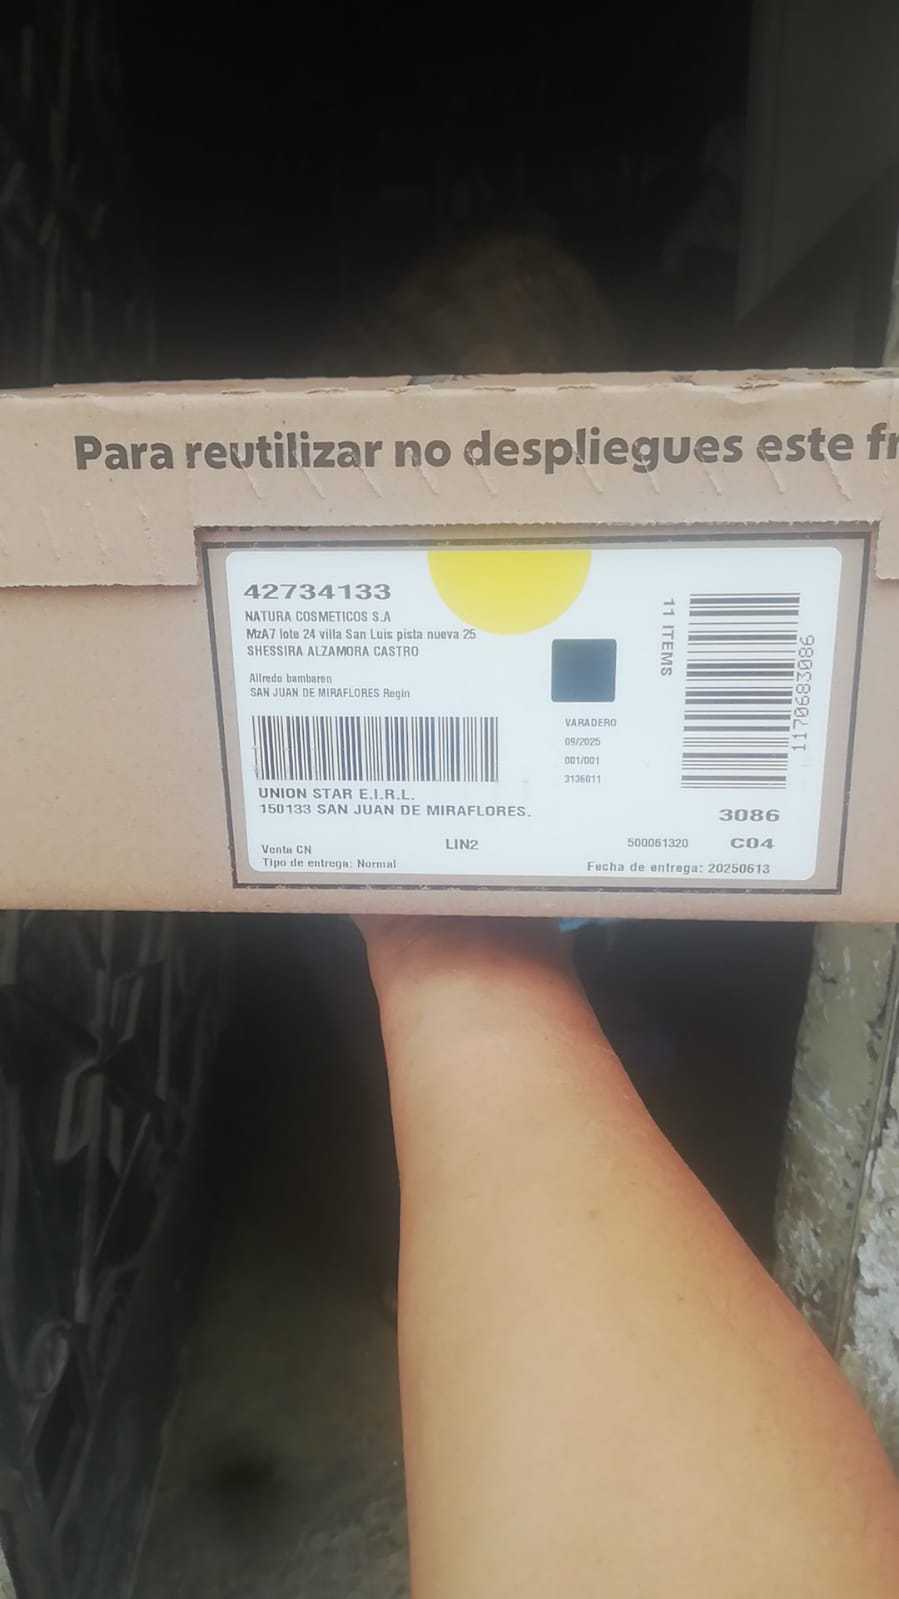 Para reutilizar no despliegues este fr
42734133
NATURA COSMETICOS S.A
MzA7 lote 24 villa San Luis pista nueva 25
SHESSIRA ALZAMORA CASTRO
Alfredo bambaren
SAN JUAN DE MIRAFLORES Regin
11 ITEMS
1170683086
VARADERO
09/2025
001/001
3136011
UNION STAR E.I.R.L.
150133 SAN JUAN DE MIRAFLORES.
3086
Venta CN
LIN2
500061320
C04
Tipo de entrega: Normal
Fecha de entrega: 20250613